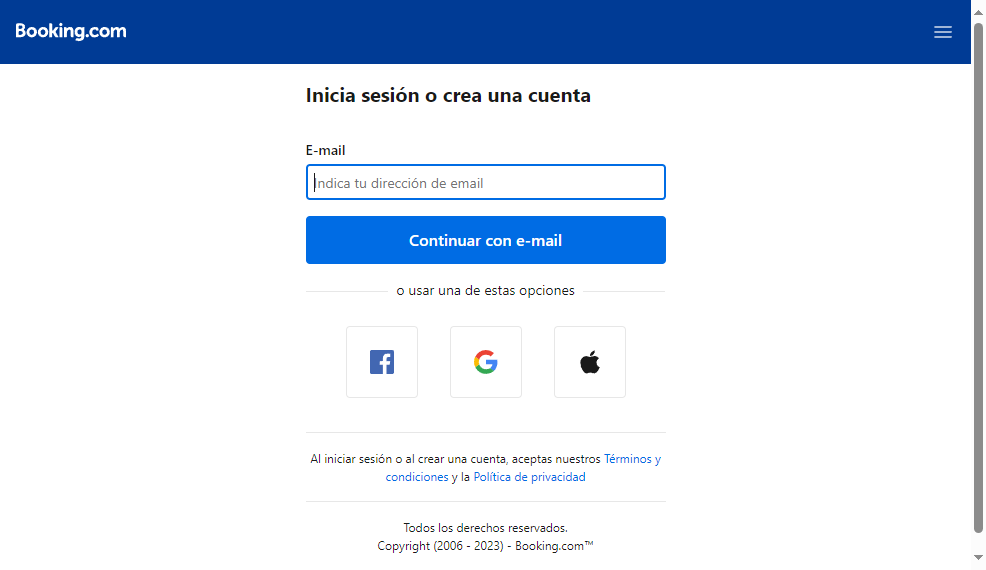 Booking.com
Inicia sesión o crea una cuenta
E-mail
Indica tu dirección de email
Continuar con e-mail
o usar una de estas opciones
Al iniciar sesión o al crear una cuenta, aceptas nuestros Términos y
condiciones y la Política de privacidad
Todos los derechos reservados.
Copyright (2006 - 2023) - Booking.com™